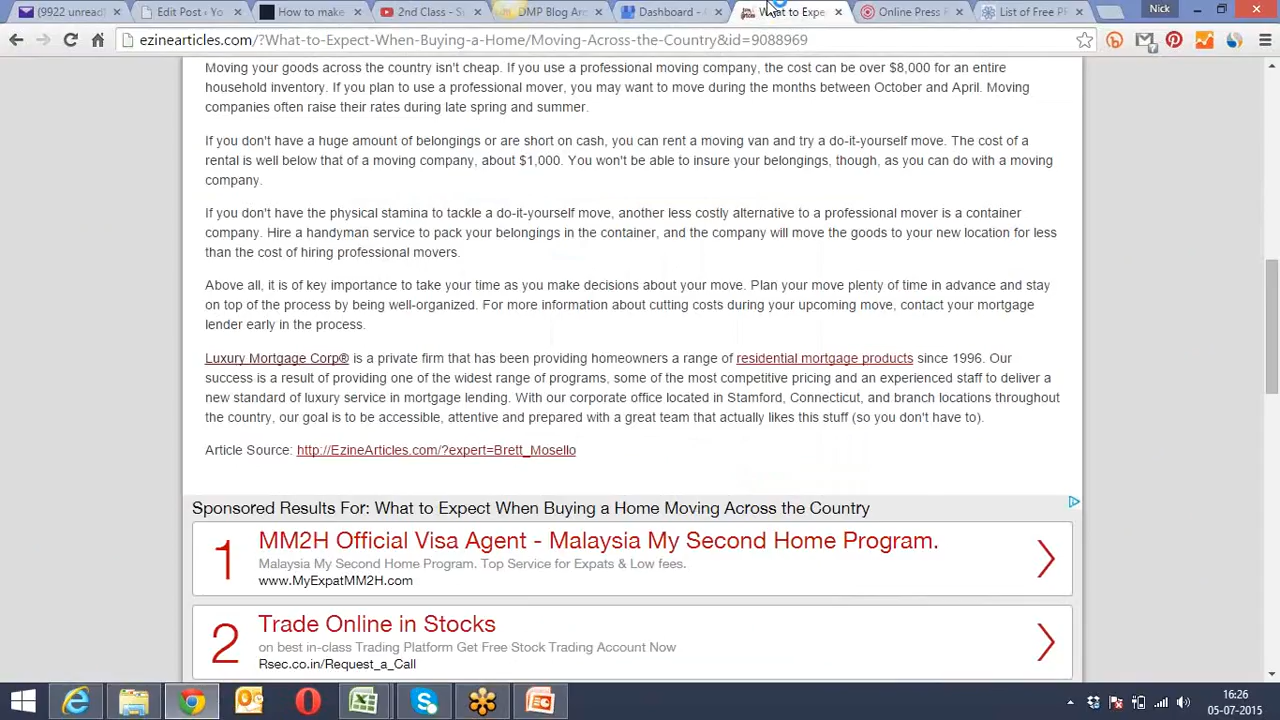 (9922 unread)
Edit Post ‹ Yo
How to make
2nd Class - Su
DMP Blog Ar
Dashboard -
What to Expe
Online Press
List of Free PR
Nick
ezinearticles.com/?What-to-Expect-When-Buying-a-Home/Moving-Across-the-Country&id=9088969
Moving your goods across the country isn't cheap. If you use a professional moving company, the cost can be over $8,000 for an entire
household inventory. If you plan to use a professional mover, you may want to move during the months between October and April. Moving
companies often raise their rates during late spring and summer.
If you don't have a huge amount of belongings or are short on cash, you can rent a moving van and try a do-it-yourself move. The cost of a
rental is well below that of a moving company, about $1,000. You won't be able to insure your belongings, though, as you can do with a moving
company.
If you don't have the physical stamina to tackle a do-it-yourself move, another less costly alternative to a professional mover is a container
company. Hire a handyman service to pack your belongings in the container, and the company will move the goods to your new location for less
than the cost of hiring professional movers.
Above all, it is of key importance to take your time as you make decisions about your move. Plan your move plenty of time in advance and stay
on top of the process by being well-organized. For more information about cutting costs during your upcoming move, contact your mortgage
lender early in the process.
Luxury Mortgage Corp® is a private firm that has been providing homeowners a range of residential mortgage products since 1996. Our
success is a result of providing one of the widest range of programs, some of the most competitive pricing and an experienced staff to deliver a
new standard of luxury service in mortgage lending. With our corporate office located in Stamford, Connecticut, and branch locations throughout
the country, our goal is to be accessible, attentive and prepared with a great team that actually likes this stuff (so you don't have to).
Article Source: http://EzineArticles.com/?expert=Brett_Mosello
Sponsored Results For: What to Expect When Buying a Home Moving Across the Country
1
MM2H Official Visa Agent - Malaysia My Second Home Program.
Malaysia My Second Home Program. Top Service for Expats & Low fees.
www.MyExpatMM2H.com
2
Trade Online in Stocks
on best in-class Trading Platform Get Free Stock Trading Account Now
Rsec.co.in/Request_a_Call
16:26
05-07-2015